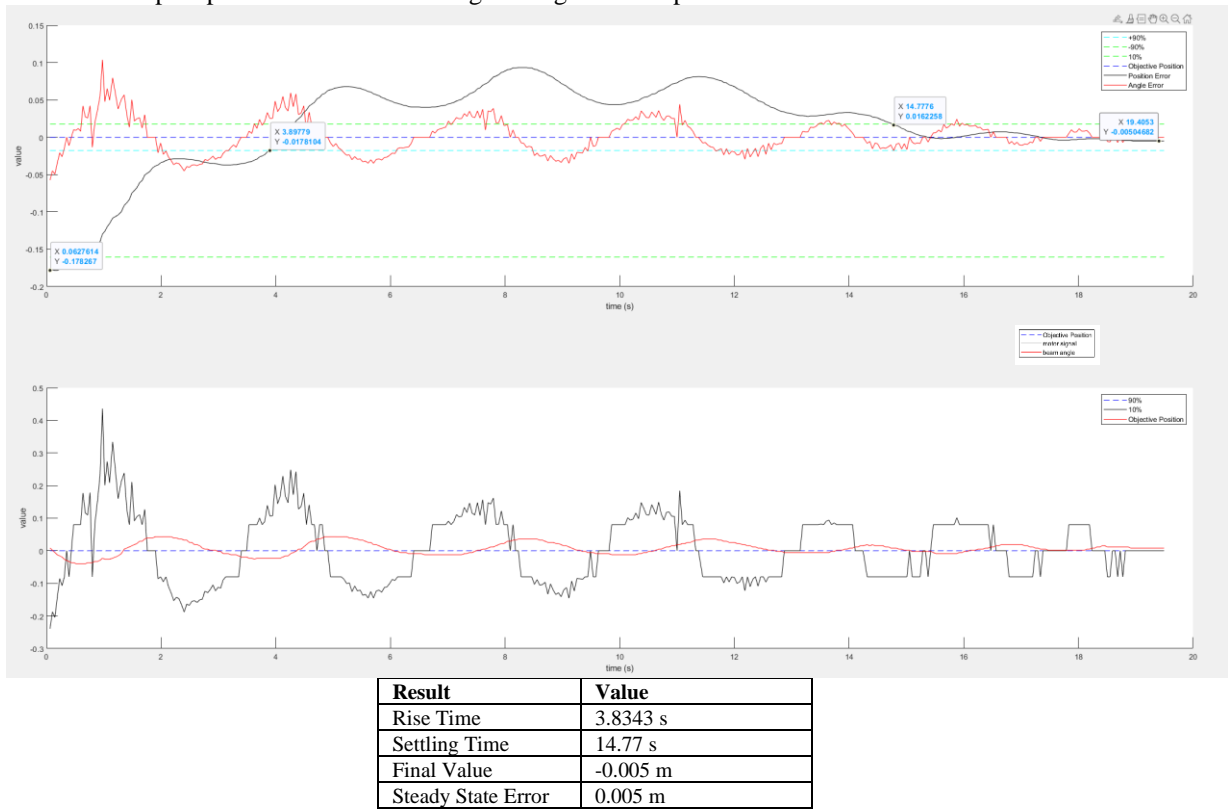 0.15
+90%
-90%
10%
Objective Position
Position Error
Angle Error
0.1
0.05
X 14.7776
Y 0.0162258
X 3.89779
Y -0.0178104
X 19.4053
Y -0.00504682
0
value
-0.05
-0.1
-0.15
X 0.0627614
Y -0.178267
-0.2
0 2 4 6 8 10 12 14 16 18 20
time (s)
Objective Position
motor signal
beam angle
0.5
90%
10%
Objective Position
0.4
0.3
0.2
0.1
value
0
-0.1
-0.2
-0.3
0 2 4 6 8 10 12 14 16 18 20
time (s)
Result Value
Rise Time 3.8343 s
Settling Time 14.77 s
Final Value -0.005 m
Steady State Error 0.005 m